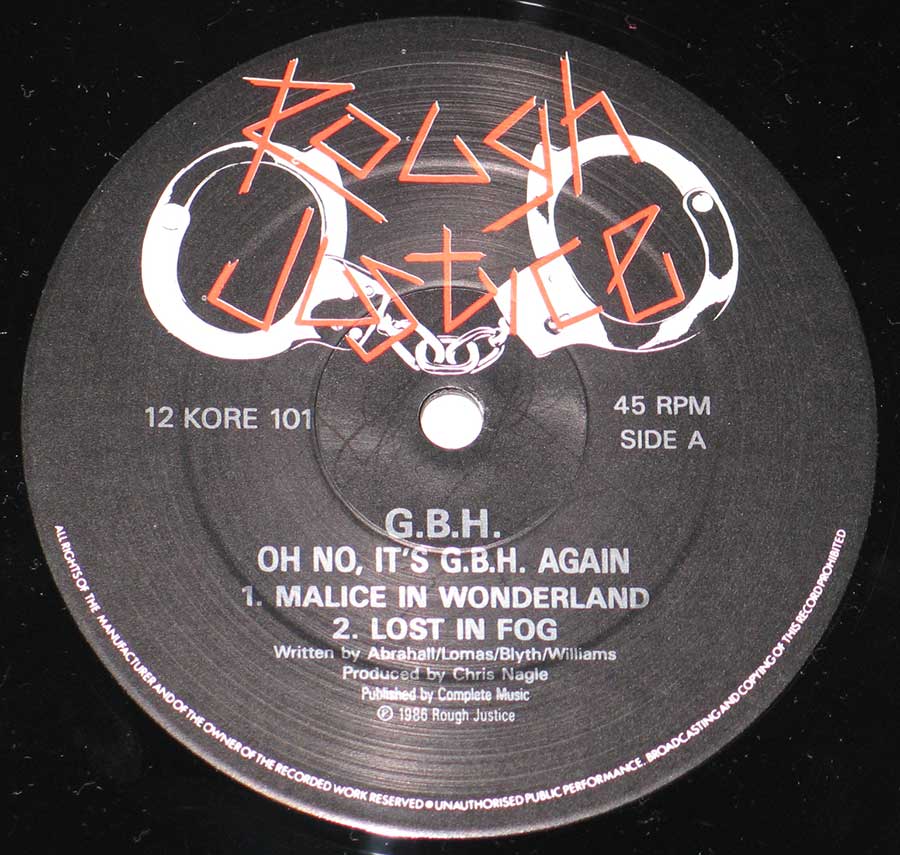 Rough
Justice
12 KORE 101
45 RPM
SIDE A
G.B.H.
OH NO, IT'S G.B.H. AGAIN
1. MALICE IN WONDERLAND
2. LOST IN FOG
Written by Abrahall/Lomas/Blyth/Williams
Produced by Chris Nagle
Published by Complete Music
℗ 1986 Rough Justice
ALL RIGHTS OF THE MANUFACTURER AND OF THE OWNER OF THE RECORDED WORK RESERVED ● UNAUTHORISED PUBLIC PERFORMANCE, BROADCASTING AND COPYING OF THIS RECORD PROHIBITED